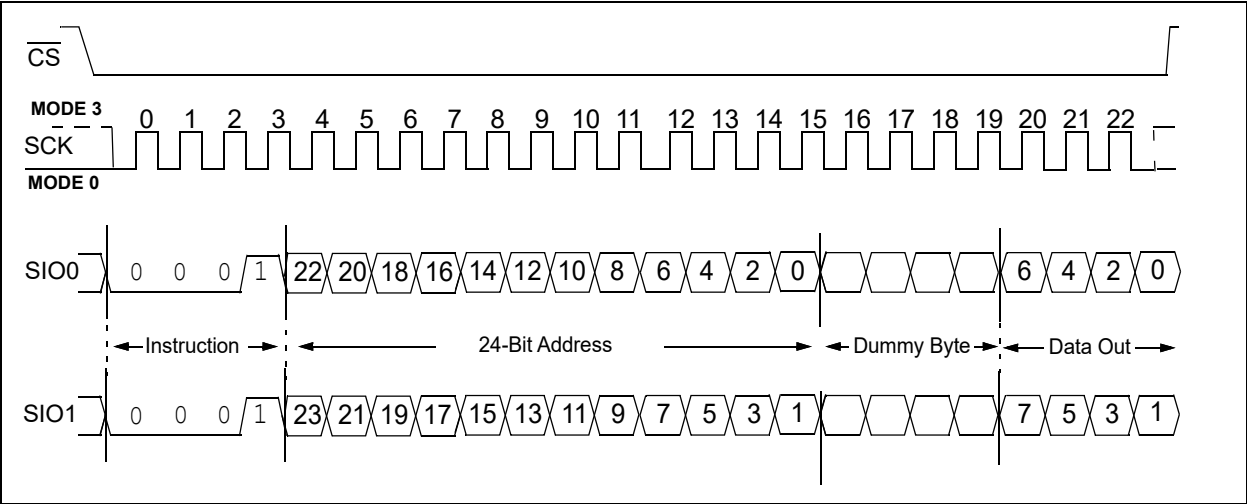 CS
MODE 3
0 1 2 3 4 5 6 7 8 9 10 11 12 13 14 15 16 17 18 19 20 21 22
SCK
MODE 0
SIO0 0 0 0 1 22 20 18 16 14 12 10 8 6 4 2 0 6 4 2 0
Instruction 24-Bit Address Dummy Byte Data Out
SIO1 0 0 0 1 23 21 19 17 15 13 11 9 7 5 3 1 7 5 3 1